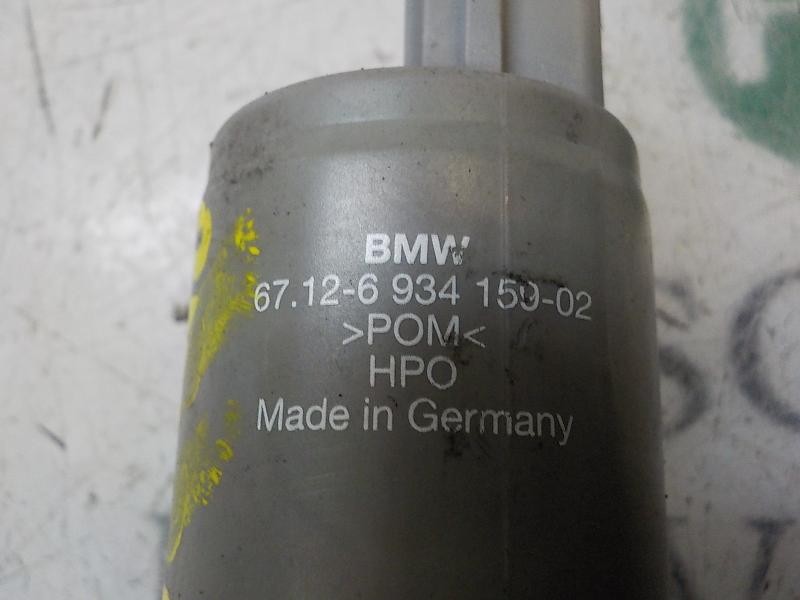 BMW
67.12-6 934 159-02
>POM<
HPO
Made in Germany